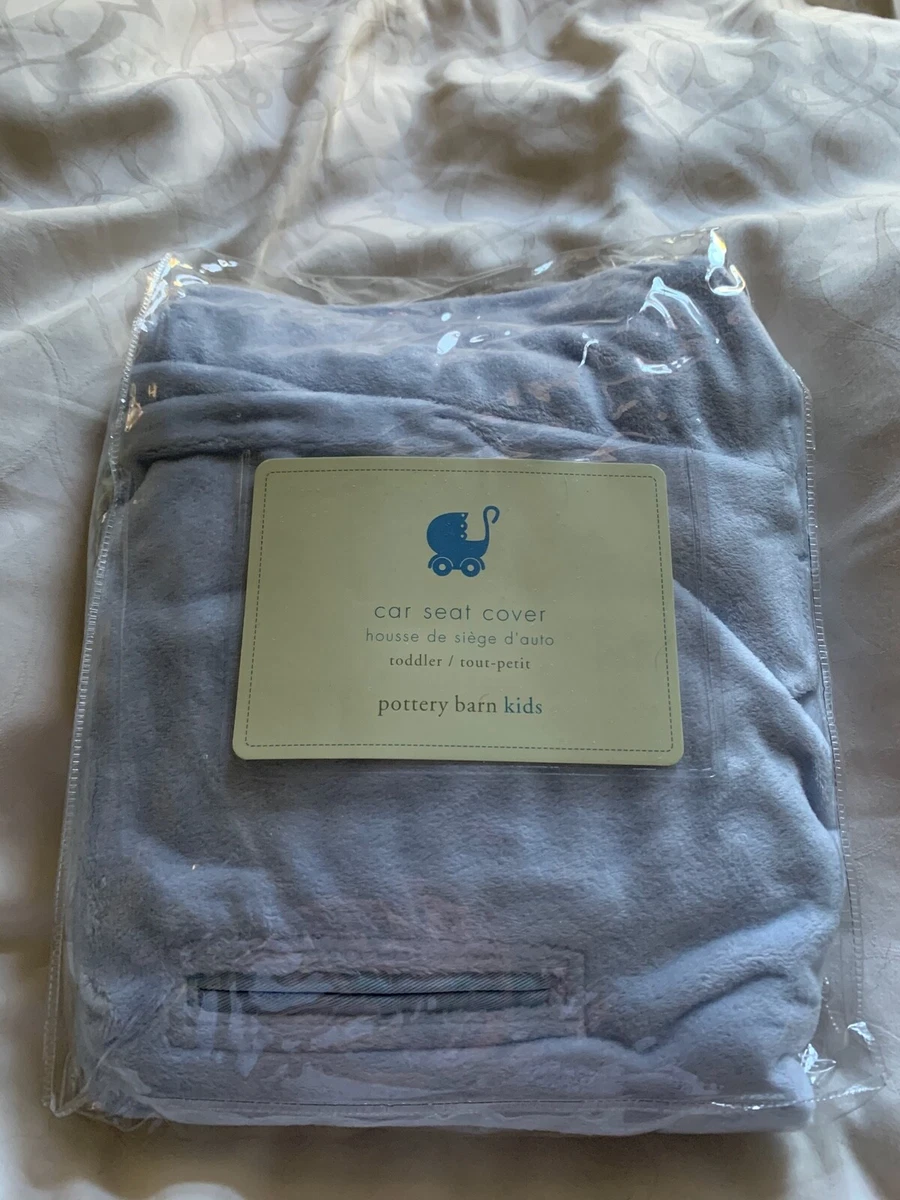 car seat cover
housse de siège d'auto
toddler / tout-petit
pottery barn kids